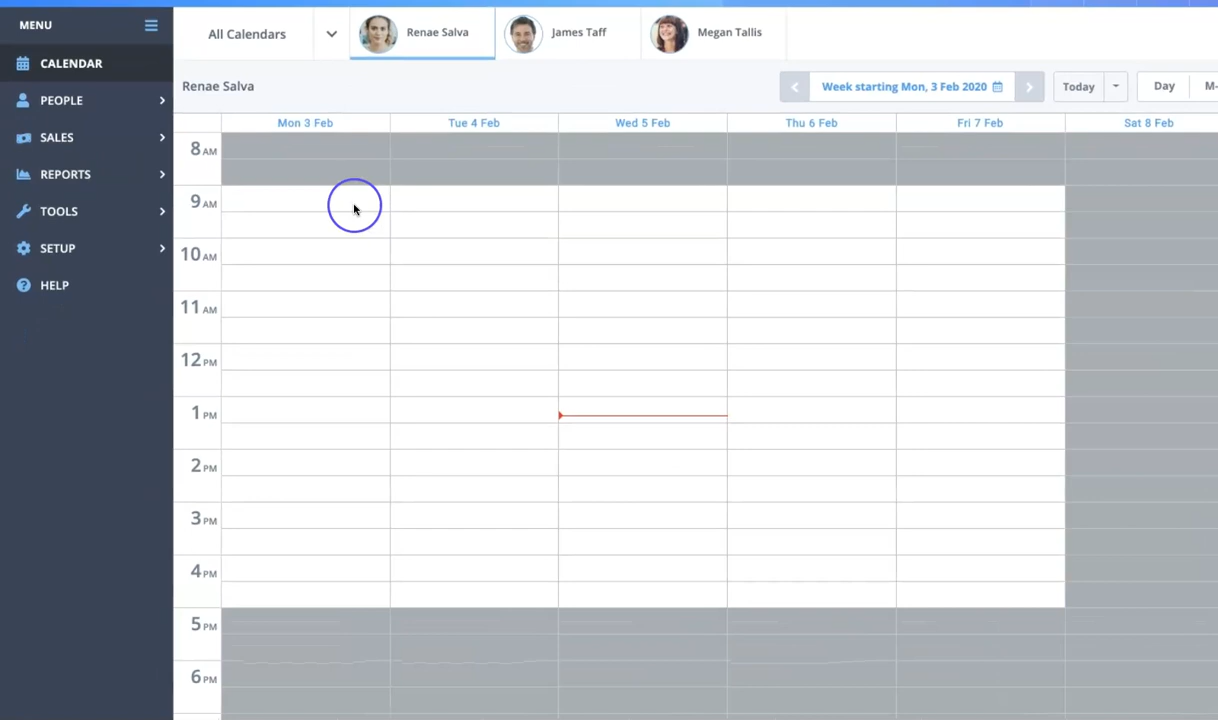 MENU
All Calendars
Renae Salva
James Taff
Megan Tallis
CALENDAR
PEOPLE
SALES
REPORTS
TOOLS
SETUP
HELP
Renae Salva
Week starting Mon, 3 Feb 2020
Today
Day
M-
Mon 3 Feb
Tue 4 Feb
Wed 5 Feb
Thu 6 Feb
Fri 7 Feb
Sat 8 Feb
8 AM
9 AM
10 AM
11 AM
12 PM
1 PM
2 PM
3 PM
4 PM
5 PM
6 PM